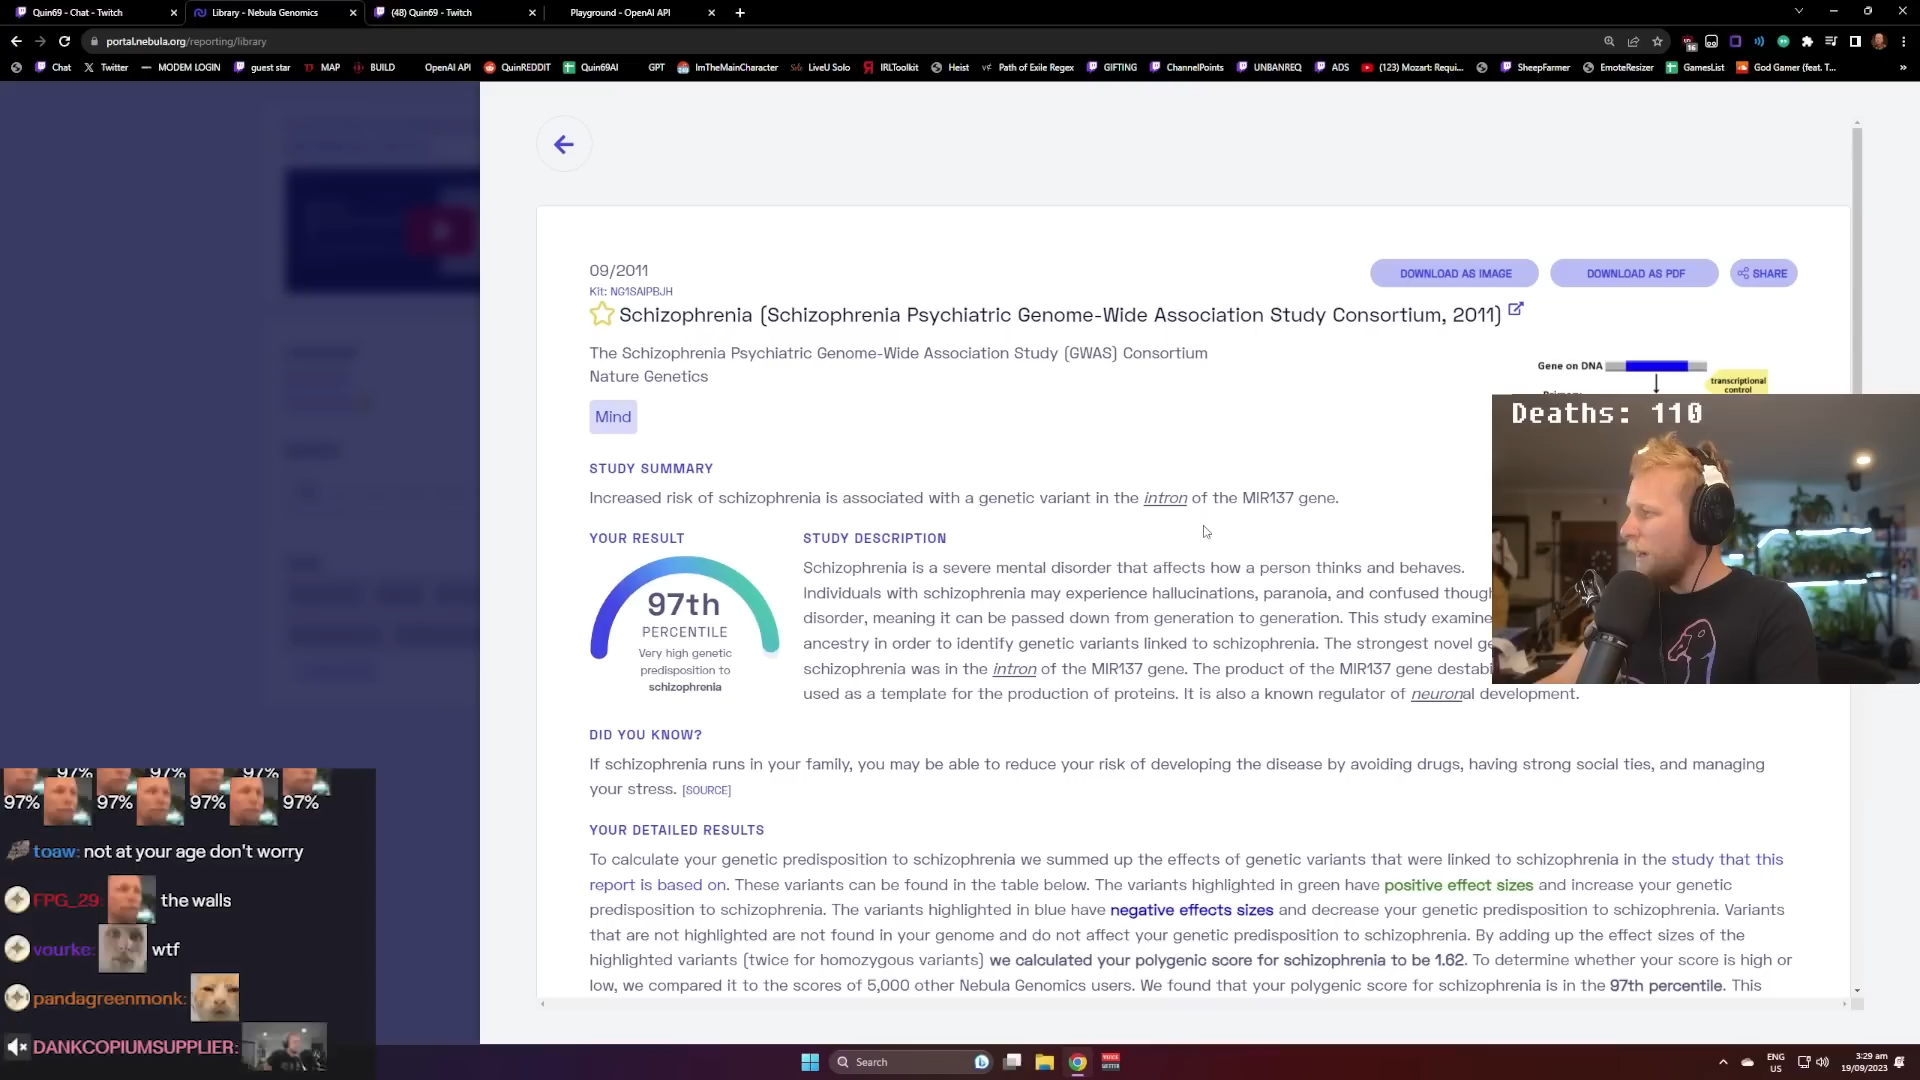 Quin69 - Chat - Twitch
Library - Nebula Genomics
(48) Quin69 - Twitch
Playground - OpenAI API
portal.nebula.org/reporting/library
Chat Twitter MODEM LOGIN guest star MAP BUILD OpenAI API QuinREDDIT Quin69AI GPT ImTheMainCharacter LiveU Solo IRLToolkit Heist Path of Exile Regex GIFTING ChannelPoints UNBANREQ ADS (123) Mozart: Requi... SheepFarmer EmoteResizer GamesList God Gamer (feat. T...
09/2011
Kit: NG1SAIPBJH
DOWNLOAD AS IMAGE
DOWNLOAD AS PDF
SHARE
Schizophrenia (Schizophrenia Psychiatric Genome-Wide Association Study Consortium, 2011)
The Schizophrenia Psychiatric Genome-Wide Association Study (GWAS) Consortium
Nature Genetics
Mind
Gene on DNA
transcriptional
control
Deaths: 110
STUDY SUMMARY
Increased risk of schizophrenia is associated with a genetic variant in the intron of the MIR137 gene.
YOUR RESULT
97th
PERCENTILE
Very high genetic
predisposition to
schizophrenia
STUDY DESCRIPTION
Schizophrenia is a severe mental disorder that affects how a person thinks and behaves.
Individuals with schizophrenia may experience hallucinations, paranoia, and confused
disorder, meaning it can be passed down from generation to generation. This study
ancestry in order to identify genetic variants linked to schizophrenia. The strongest novel
schizophrenia was in the intron of the MIR137 gene. The product of the MIR137 gene
used as a template for the production of proteins. It is also a known regulator of neuronal development.
DID YOU KNOW?
If schizophrenia runs in your family, you may be able to reduce your risk of developing the disease by avoiding drugs, having strong social ties, and managing
your stress. [SOURCE]
YOUR DETAILED RESULTS
To calculate your genetic predisposition to schizophrenia we summed up the effects of genetic variants that were linked to schizophrenia in the study that this
report is based on. These variants can be found in the table below. The variants highlighted in green have positive effect sizes and increase your genetic
predisposition to schizophrenia. The variants highlighted in blue have negative effects sizes and decrease your genetic predisposition to schizophrenia. Variants
that are not highlighted are not found in your genome and do not affect your genetic predisposition to schizophrenia. By adding up the effect sizes of the
highlighted variants (twice for homozygous variants) we calculated your polygenic score for schizophrenia to be 1.62. To determine whether your score is high or
low, we compared it to the scores of 5,000 other Nebula Genomics users. We found that your polygenic score for schizophrenia is in the 97th percentile. This
97% 97% 97%
97% 97% 97% 97%
toaw: not at your age don't worry
FPG_29: the walls
vourke: wtf
pandagreenmonk:
DANKCOPIUMSUPPLIER:
Search
ENG
US
3:29 am
19/09/2023